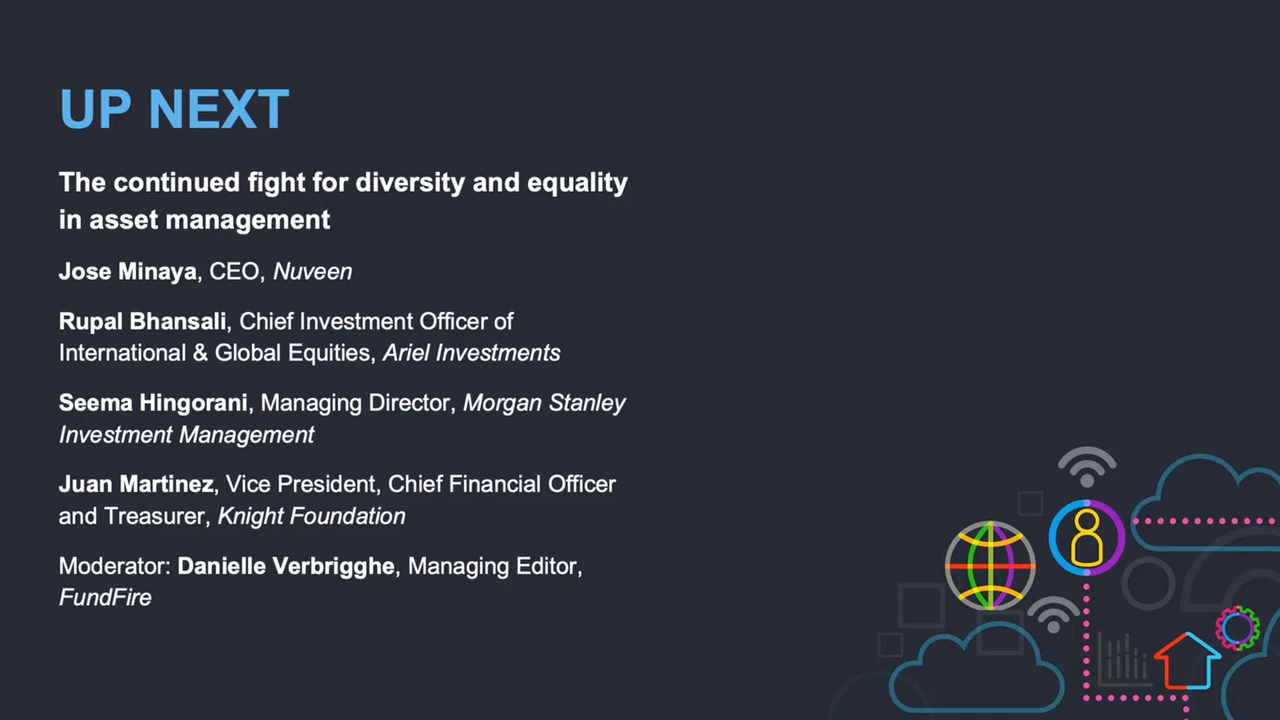 UP NEXT
The continued fight for diversity and equality
in asset management
Jose Minaya, CEO, Nuveen
Rupal Bhansali, Chief Investment Officer of
International & Global Equities, Ariel Investments
Seema Hingorani, Managing Director, Morgan Stanley
Investment Management
Juan Martinez, Vice President, Chief Financial Officer
and Treasurer, Knight Foundation
Moderator: Danielle Verbrigghe, Managing Editor,
FundFire